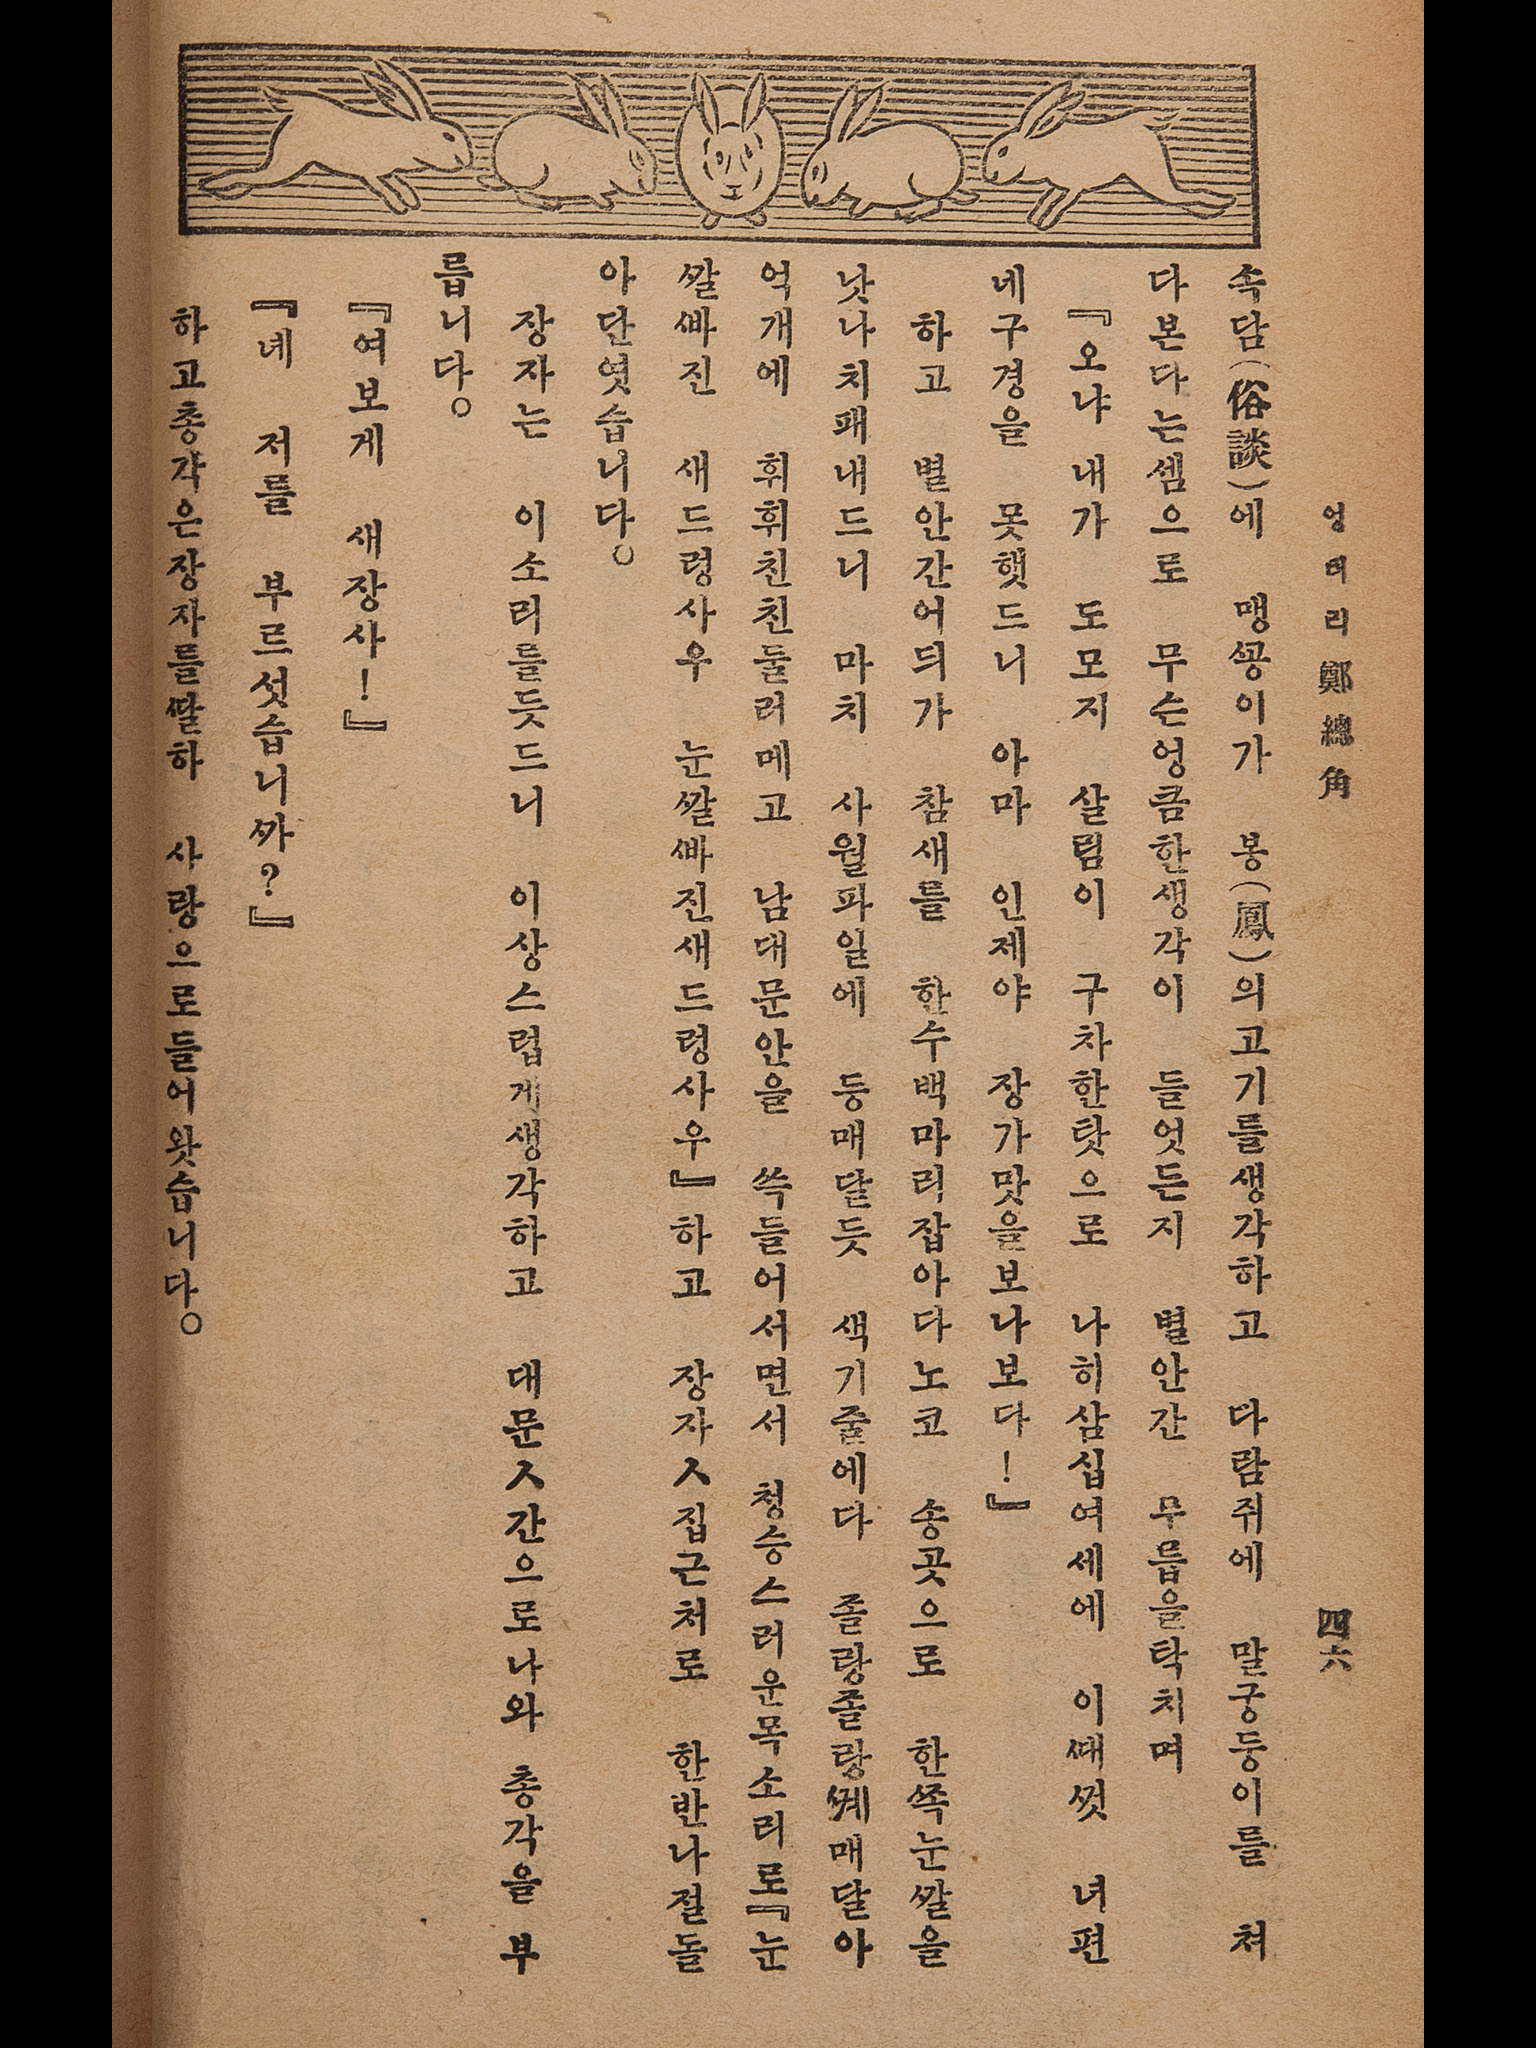 엉터리鄭總角
四六
속담(俗談)에 맹꽁이가 봉(鳳)의고기를생각하고 다람쥐에 말궁둥이를 쳐
다본다는셈으로 무슨엉큼한생각이 들엇든지 별안간 무릅을탁치며
『오냐내가 도모지 살림이 구차한탓으로 나히삼십여세에 이때껏 녀편
네구경을 못햇드니 아마 인제야 장가맛을보나보다!』
하고 별안간어듸가 참새를 한수백마리잡아다노코 송곳으로 한쪽눈깔을
낫나치패내드니 마치 사월파일에 등매달듯 색기줄에다 졸랑졸랑께매달아
억개에 휘휘친친둘러메고 남대문안을 쓱들어서면서 청승스러운목소리로『눈
깔빠진 새드렁사우 눈깔빠진새드렁사우』하고 장자ㅅ집근처로 한반나절돌
아단엿습니다。
장자는 이소리를듯드니 이상스럽게생각하고 대문ㅅ간으로나와 총각을부
릅니다。
『여보게 새장사!』
『녜 저를 부르섯습니까?』
하고총각은장자를딸하 사랑으로들어왓습니다。